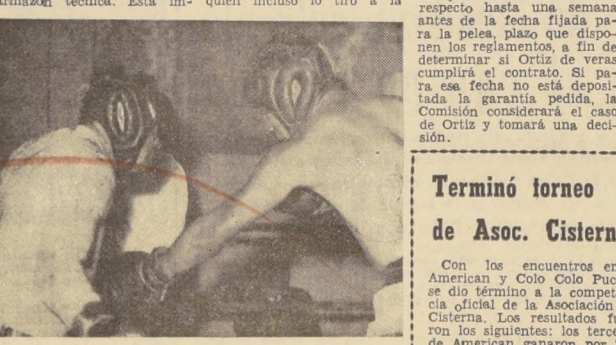 armazón técnica. Esta im-
quien incluso lo tiró a la
respecto hasta una semana
antes de la fecha fijada pa-
ra la pelea, plazo que dispo-
nen los reglamentos, a fin de
determinar si Ortiz de veras
cumplirá el contrato. Si pa-
ra esa fecha no está deposi-
tada la garantía pedida, la
Comisión considerará el caso
de Ortiz y tomará una deci-
sión.
Terminó torneo
de Asoc. Cistern
Con los encuentros en
American y Colo Colo Puc
se dio término a la compet
cia oficial de la Asociación
Cisterna. Los resultados fu
ron los siguientes: los terce
de American ganaron por